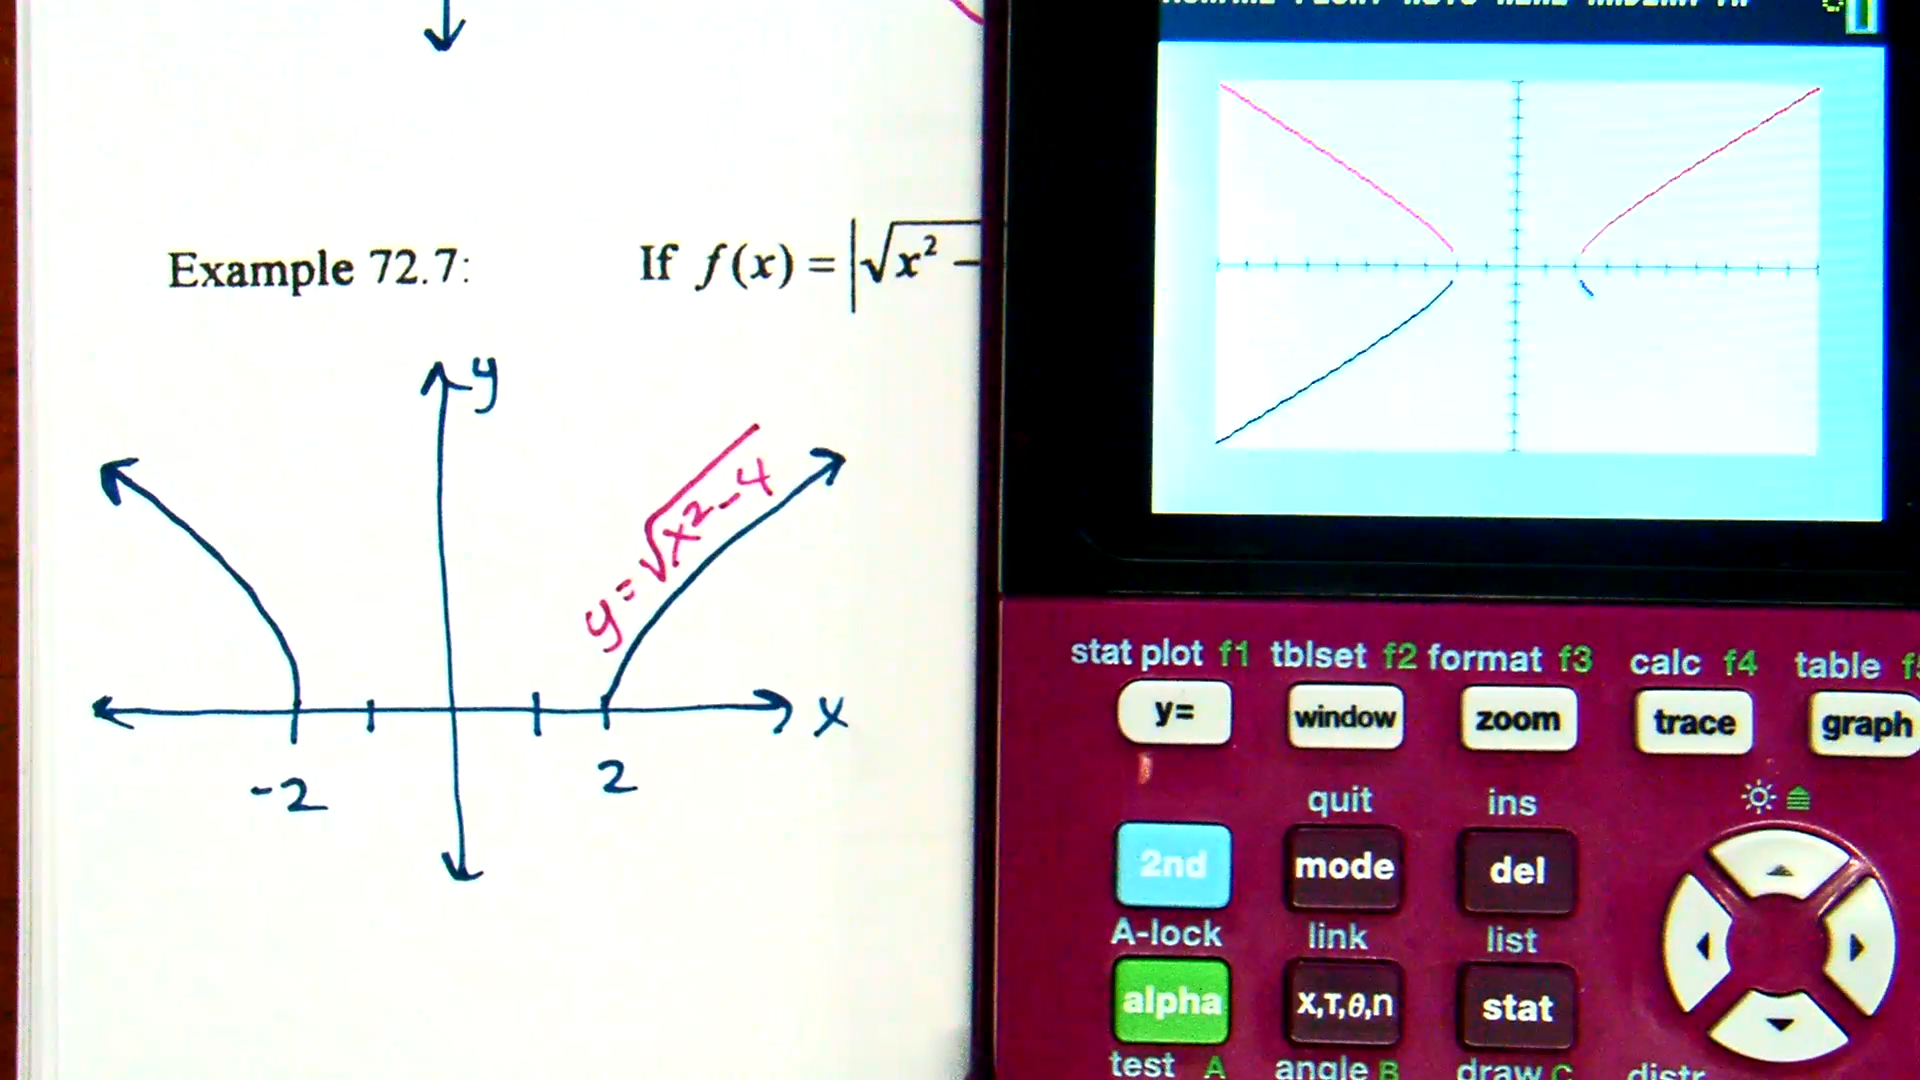 Example 72.7: If f(x) = |√x² −
y
y = √x² - 4
x
-2 2
stat plot f1 tblset f2 format f3 calc f4 table
y= window zoom trace graph
quit ins
2nd mode del
A-lock link list
alpha X,T,θ,n stat
test A angle B draw C distr